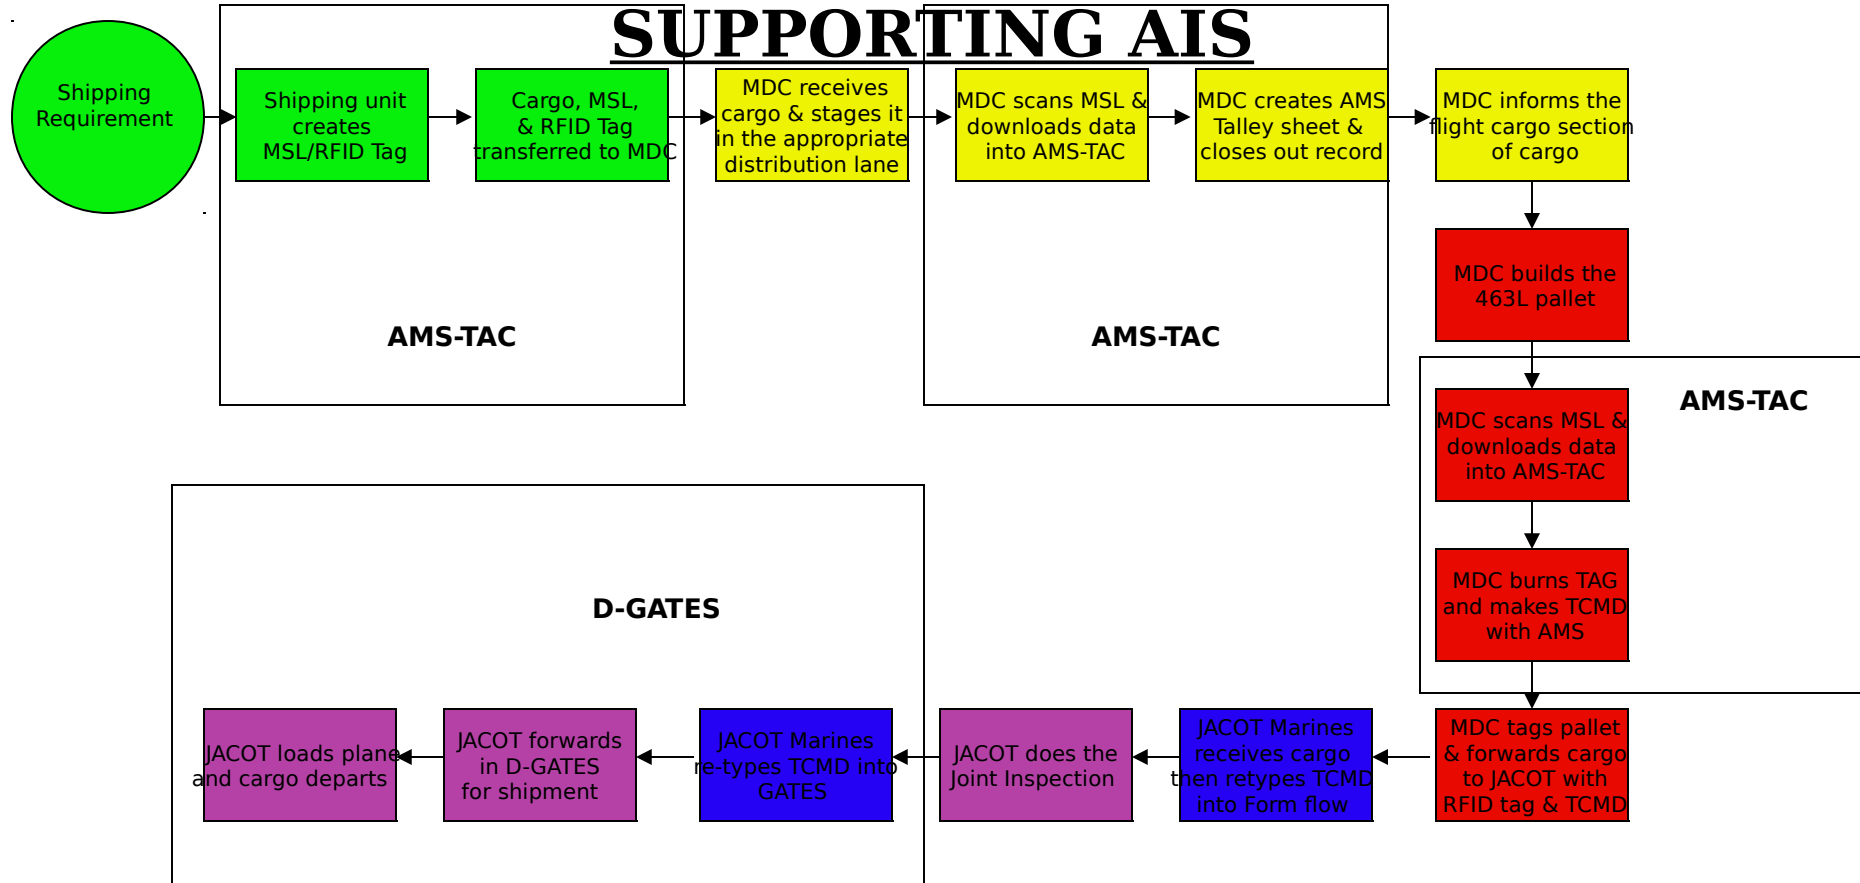 SUPPORTING AIS
Shipping
Requirement
Shipping unit
creates
MSL/RFID Tag
Cargo, MSL,
& RFID Tag
transferred to MDC
MDC receives
cargo & stages it
in the appropriate
distribution lane
MDC scans MSL &
downloads data
into AMS-TAC
MDC creates AMS
Talley sheet &
closes out record
MDC informs the
flight cargo section
of cargo
MDC builds the
463L pallet
AMS-TAC
AMS-TAC
AMS-TAC
MDC scans MSL &
downloads data
into AMS-TAC
MDC burns TAG
and makes TCMD
with AMS
D-GATES
MDC tags pallet
& forwards cargo
to JACOT with
RFID tag & TCMD
JACOT Marines
receives cargo
then retypes TCMD
into Form flow
JACOT does the
Joint Inspection
JACOT Marines
re-types TCMD into
GATES
JACOT forwards
in D-GATES
for shipment
JACOT loads plane
and cargo departs